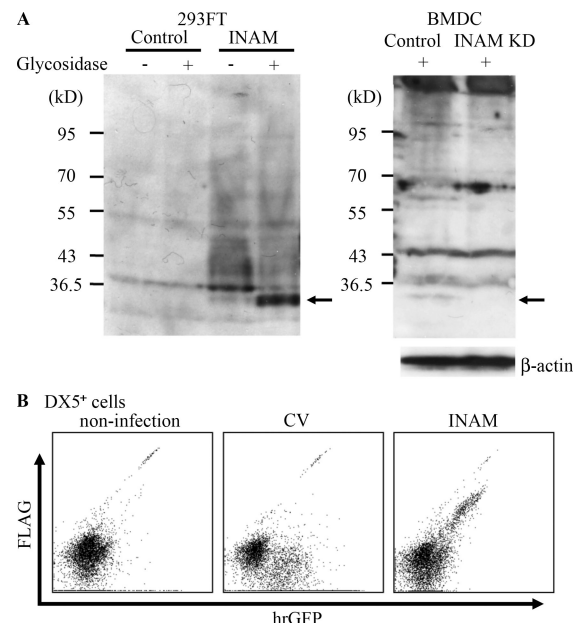 A
293FT
Control INAM
Glycosidase - + - +
(kD)
95
70
55
43
36.5
BMDC
Control INAM KD
+ +
(kD)
95
70
55
43
36.5
β-actin
B DX5⁺ cells
non-infection CV INAM
FLAG
hrGFP